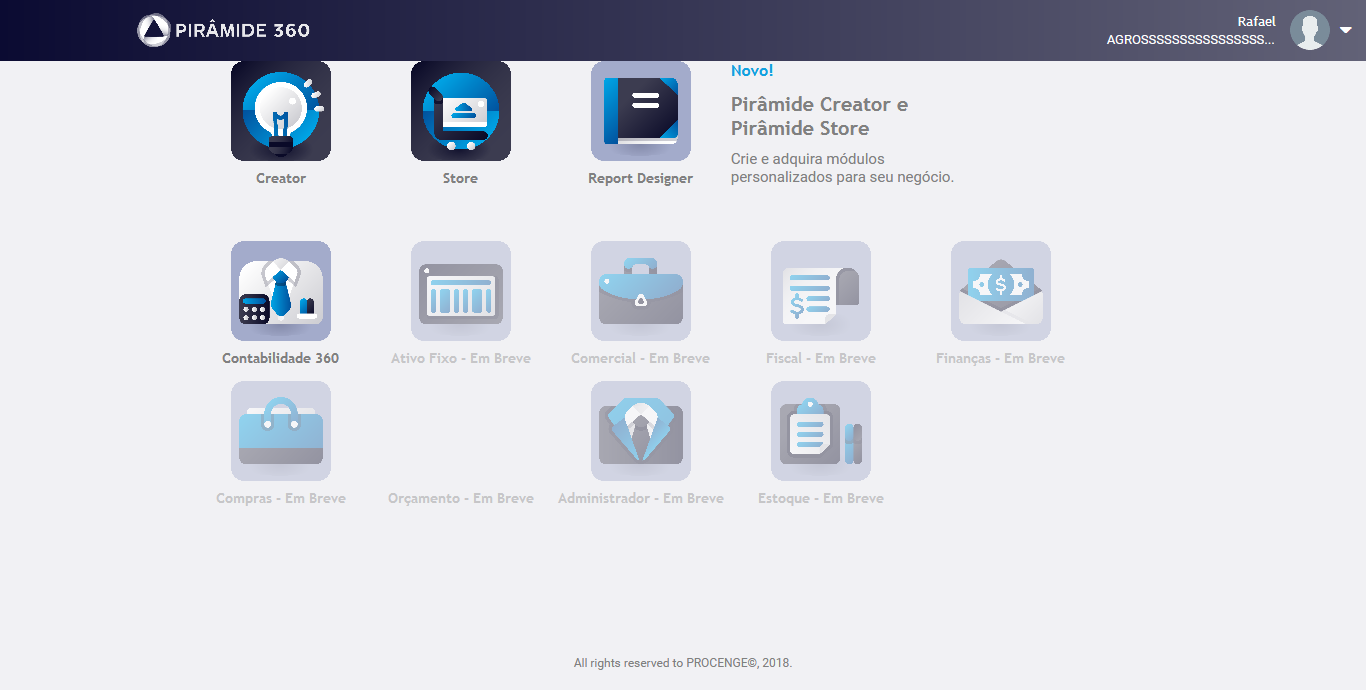 PIRÂMIDE 360
Rafael
AGROSSSSSSSSSSSSSSSS...
Novo!
Pirâmide Creator e
Pirâmide Store
Crie e adquira módulos
personalizados para seu negócio.
Creator
Store
Report Designer
Contabilidade 360
Ativo Fixo - Em Breve
Comercial - Em Breve
Fiscal - Em Breve
Finanças - Em Breve
Compras - Em Breve
Orçamento - Em Breve
Administrador - Em Breve
Estoque - Em Breve
All rights reserved to PROCENGE©, 2018.